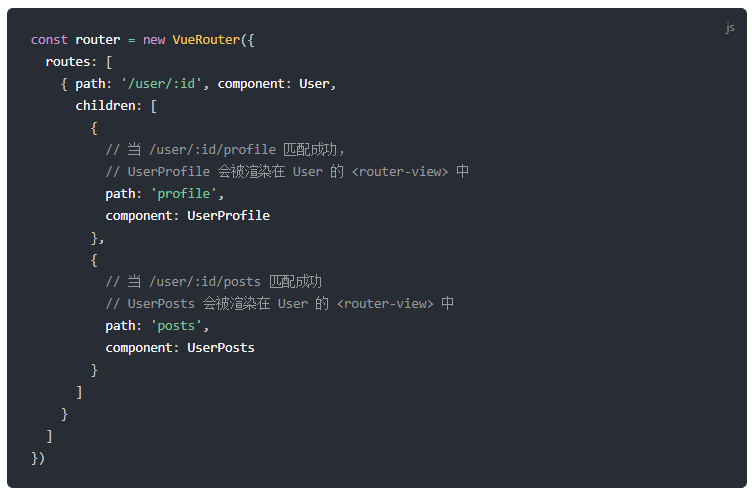 js
const router = new VueRouter({
  routes: [
    { path: '/user/:id', component: User,
      children: [
        {
          // 当 /user/:id/profile 匹配成功，
          // UserProfile 会被渲染在 User 的 <router-view> 中
          path: 'profile',
          component: UserProfile
        },
        {
          // 当 /user/:id/posts 匹配成功
          // UserPosts 会被渲染在 User 的 <router-view> 中
          path: 'posts',
          component: UserPosts
        }
      ]
    }
  ]
})